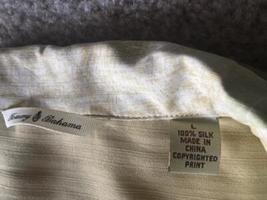 Tommy Bahama
L
100% SILK
MADE IN
CHINA
COPYRIGHTED
PRINT